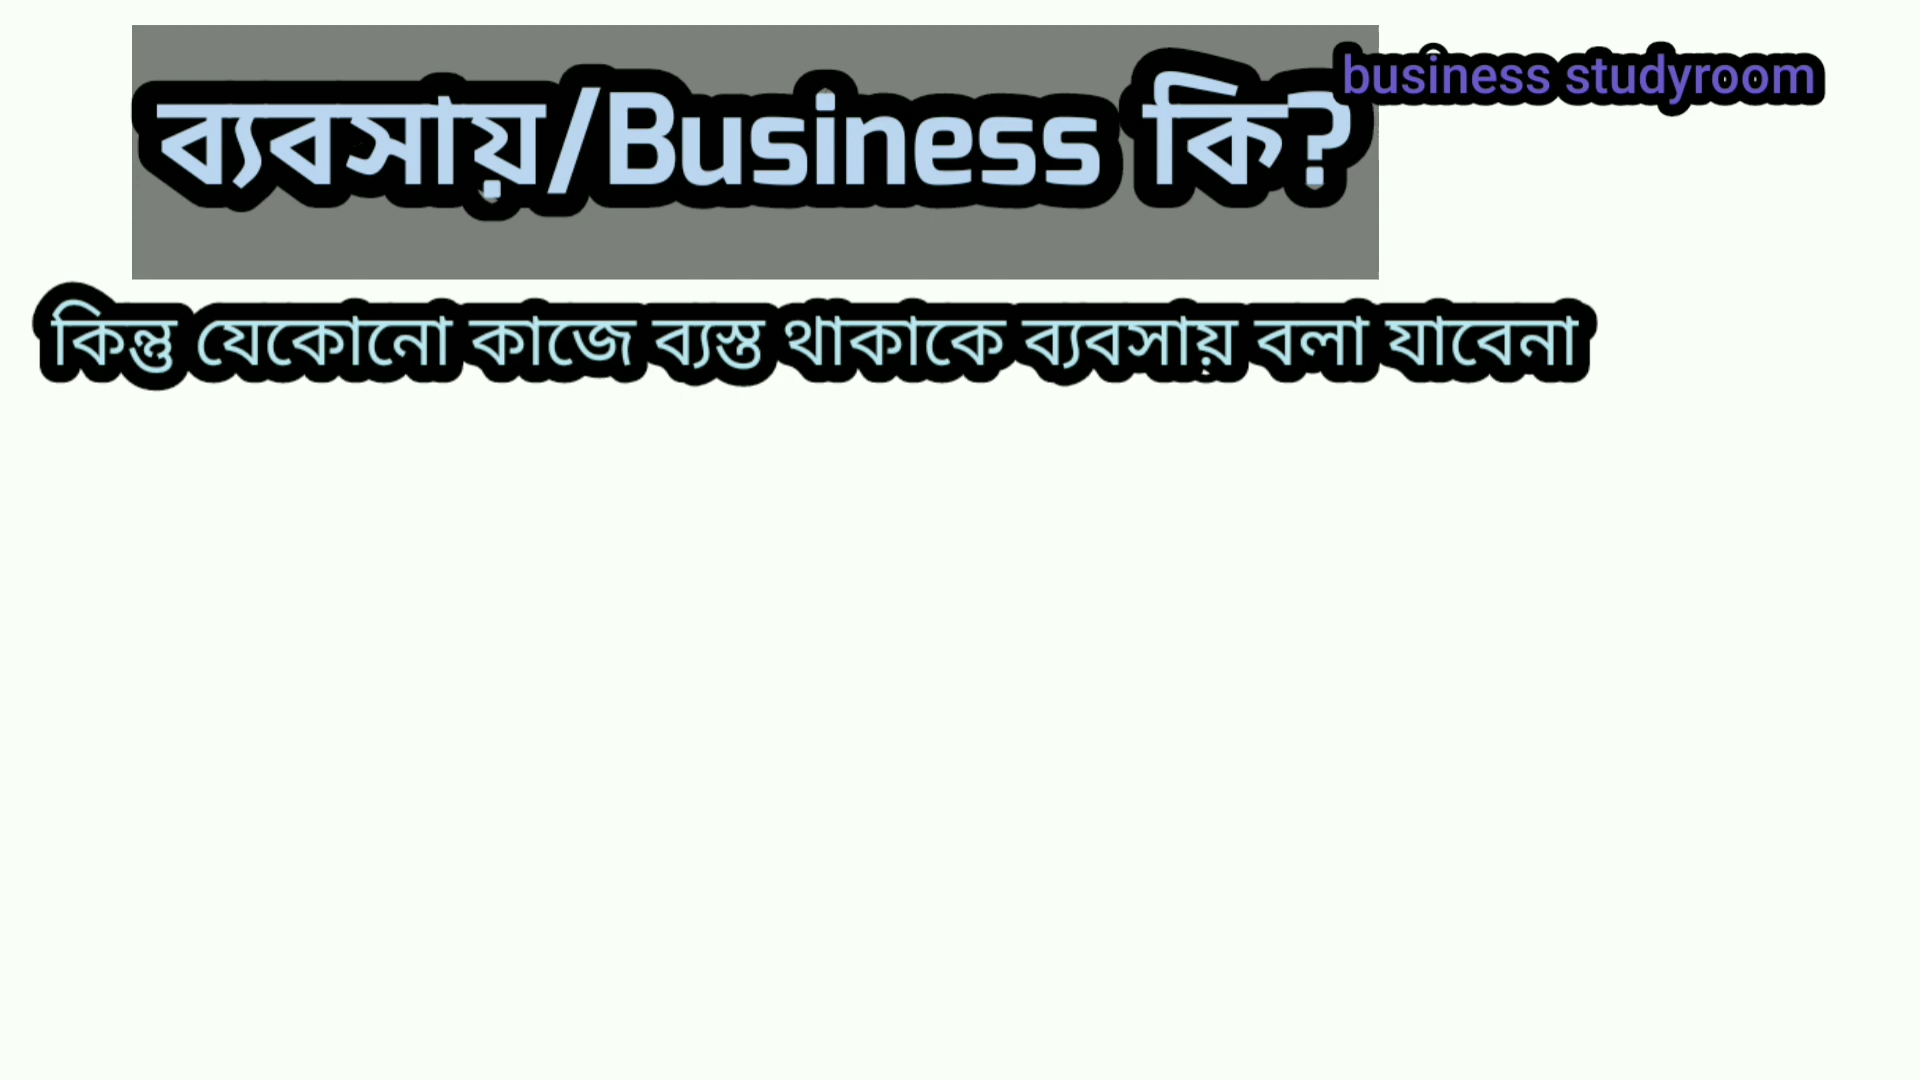 ব্যবসায়/Business কি?
business studyroom
কিন্তু যেকোনো কাজে ব্যস্ত থাকাকে ব্যবসায় বলা যাবেনা